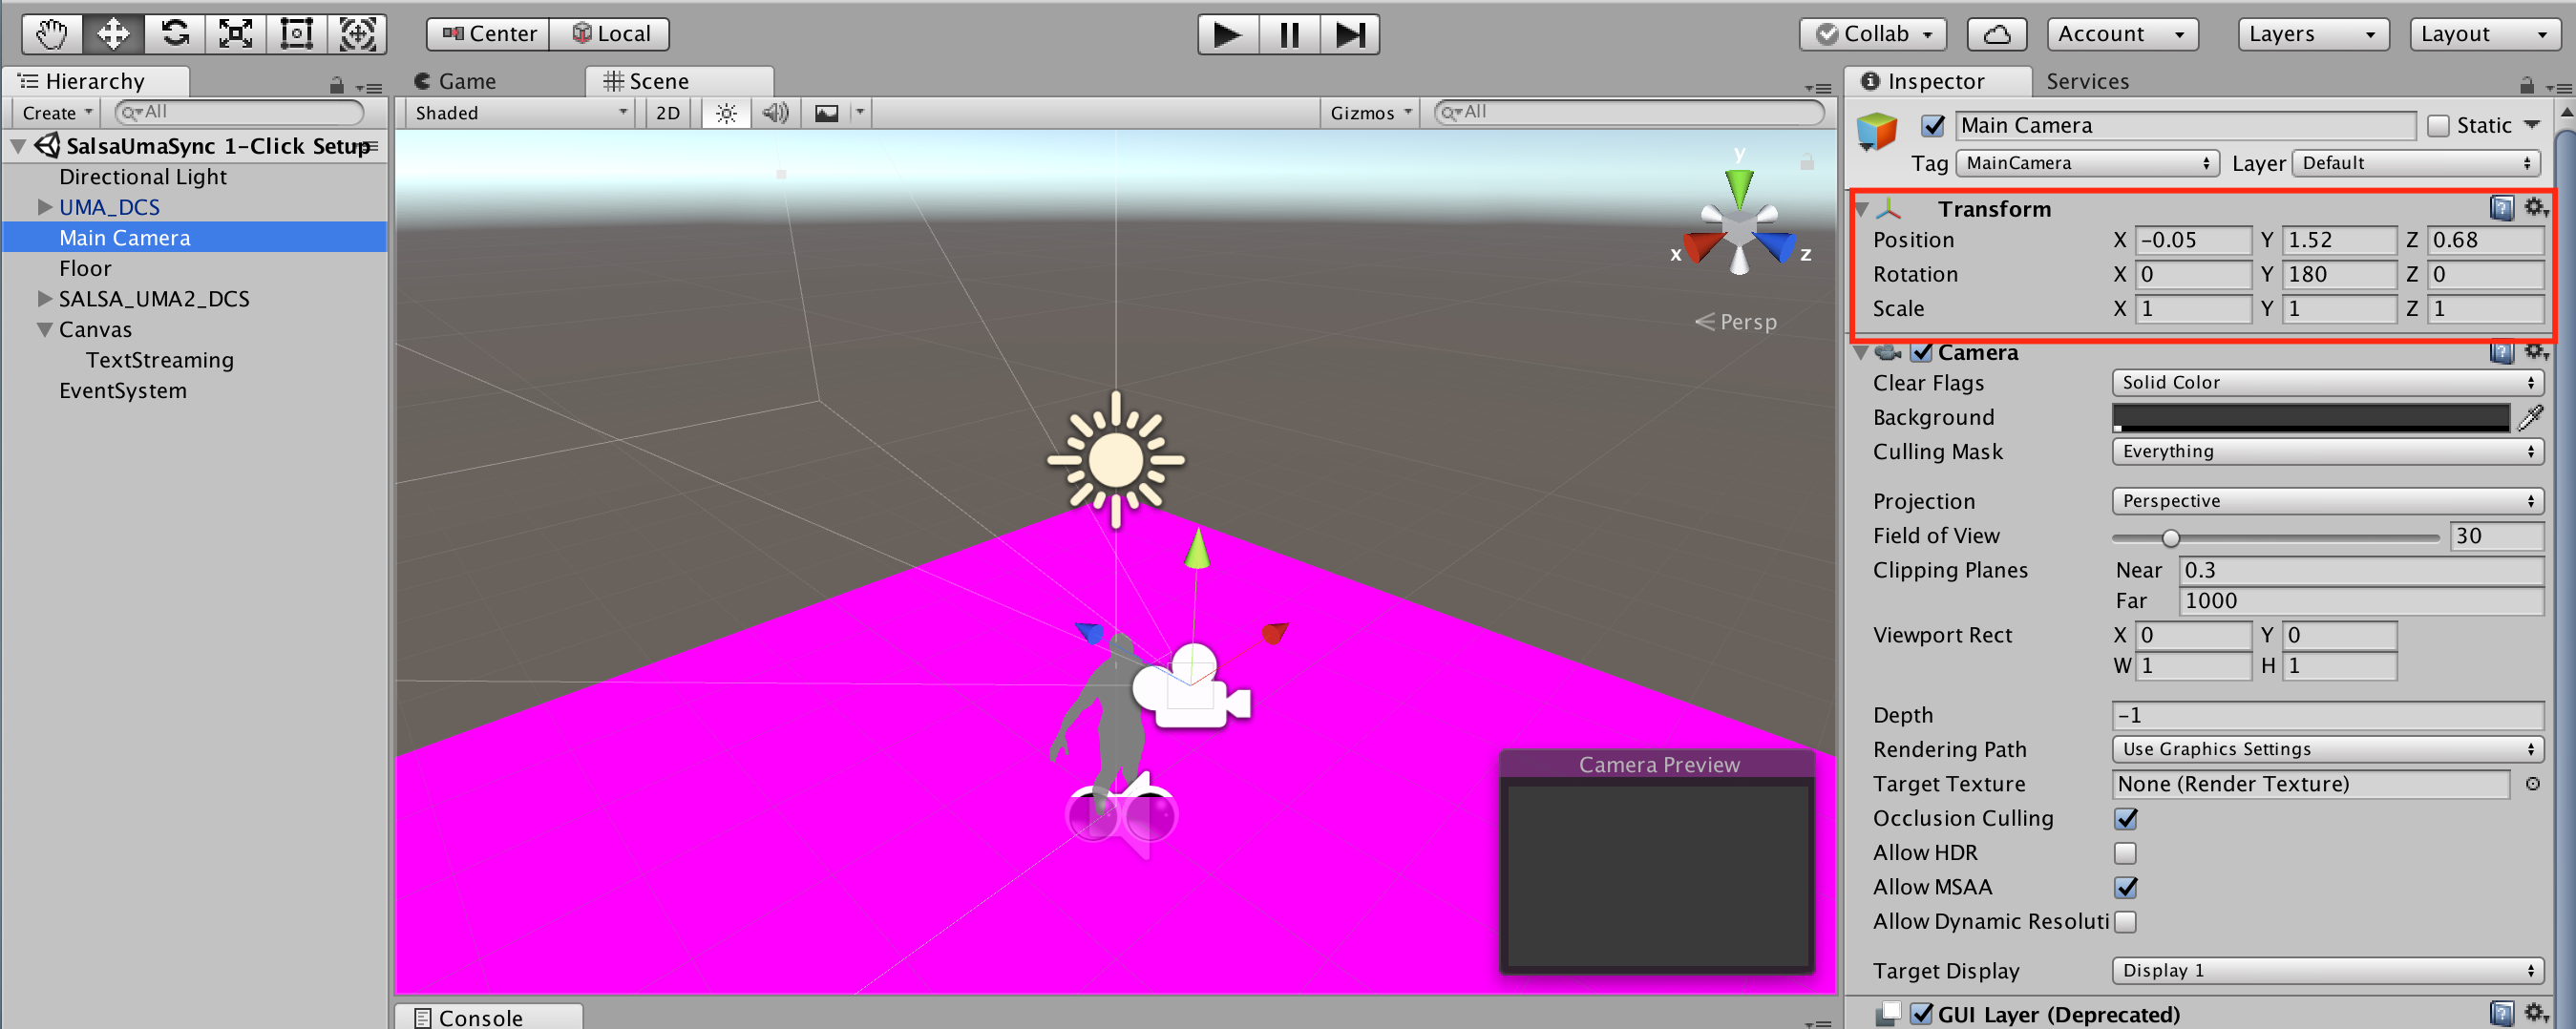 Center Local Collab Account Layers Layout
Hierarchy
Create All
SalsaUmaSync 1-Click Setup
Directional Light
UMA_DCS
Main Camera
Floor
SALSA_UMA2_DCS
Canvas
TextStreaming
EventSystem
Game Scene
Shaded 2D Gizmos All
y
x z
Persp
Camera Preview
Console
Inspector Services
Main Camera Static
Tag MainCamera Layer Default
Transform
Position X -0.05 Y 1.52 Z 0.68
Rotation X 0 Y 180 Z 0
Scale X 1 Y 1 Z 1
Camera
Clear Flags Solid Color
Background
Culling Mask Everything
Projection Perspective
Field of View 30
Clipping Planes Near 0.3
Far 1000
Viewport Rect X 0 Y 0
W 1 H 1
Depth -1
Rendering Path Use Graphics Settings
Target Texture None (Render Texture)
Occlusion Culling
Allow HDR
Allow MSAA
Allow Dynamic Resoluti
Target Display Display 1
GUI Layer (Deprecated)